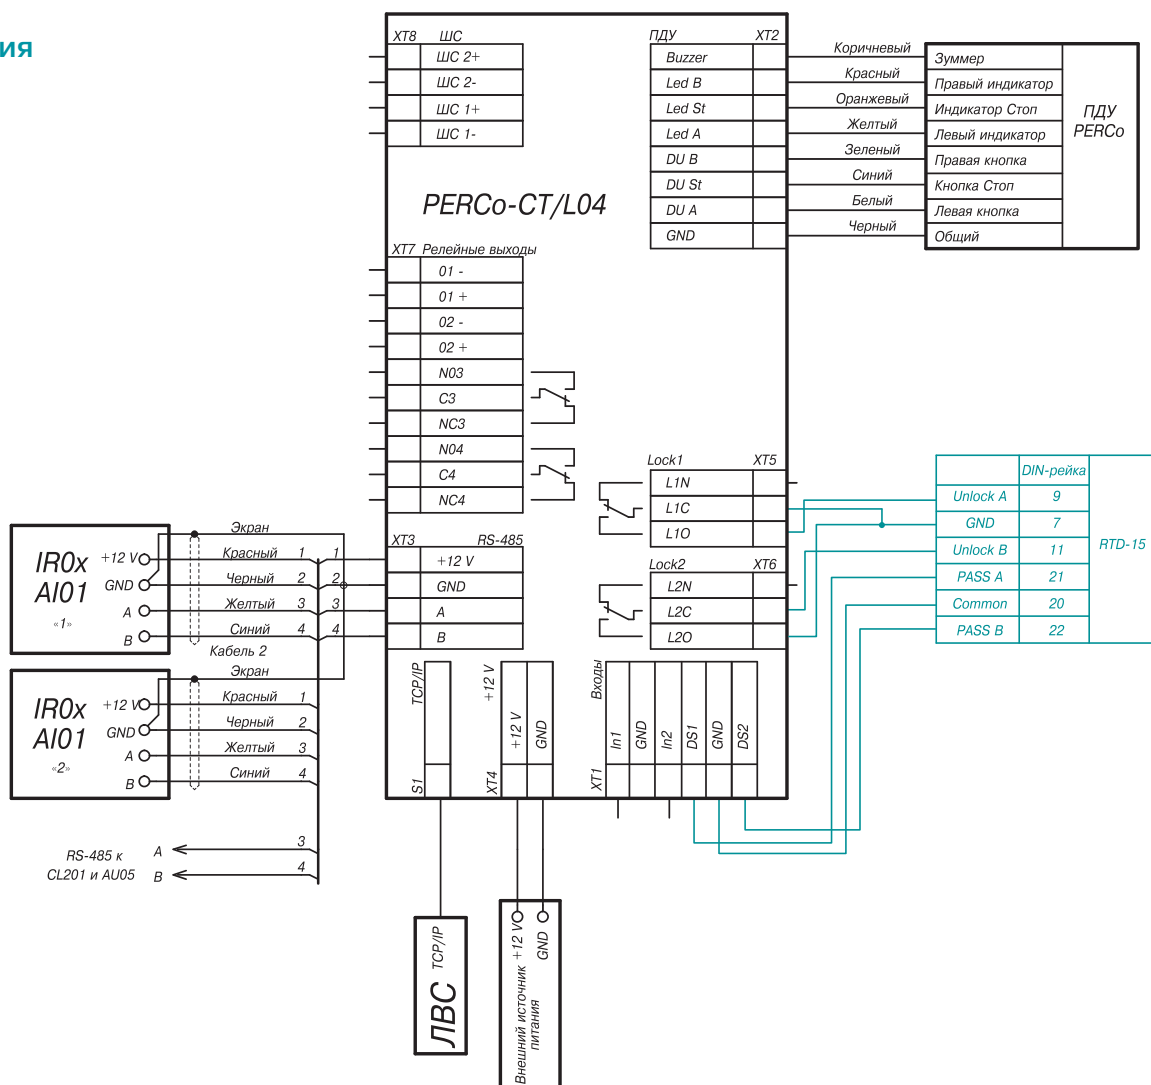 ия
XT8 ШС
ШС 2+
ШС 2-
ШС 1+
ШС 1-
ПДУ XT2
Buzzer
Led B
Led St
Led A
DU B
DU St
DU A
GND
Коричневый
Красный
Оранжевый
Желтый
Зеленый
Синий
Белый
Черный
Зуммер
Правый индикатор
Индикатор Стоп
Левый индикатор
Правая кнопка
Кнопка Стоп
Левая кнопка
Общий
ПДУ
PERCo
PERCo-CT/L04
XT7 Релейные выходы
01 -
01 +
02 -
02 +
N03
C3
NC3
N04
C4
NC4
Lock1 XT5
L1N
L1C
L1O
Lock2 XT6
L2N
L2C
L2O
DIN-рейка
Unlock A 9
GND 7
Unlock B 11
PASS A 21
Common 20
PASS B 22
RTD-15
XT3 RS-485
+12 V
GND
A
B
IR0x
AI01
«1»
+12 V
GND
A
B
Экран
Красный 1 1
Черный 2 2
Желтый 3 3
Синий 4 4
Кабель 2
IR0x
AI01
«2»
+12 V
GND
A
B
Экран
Красный 1
Черный 2
Желтый 3
Синий 4
RS-485 к
CL201 и AU05
A 3
B 4
TCP/IP
S1
+12 V
XT4
+12 V
GND
Входы
XT1
In1
GND
In2
DS1
GND
DS2
ЛВС TCP/IP
Внешний источник
питания
+12 V
GND